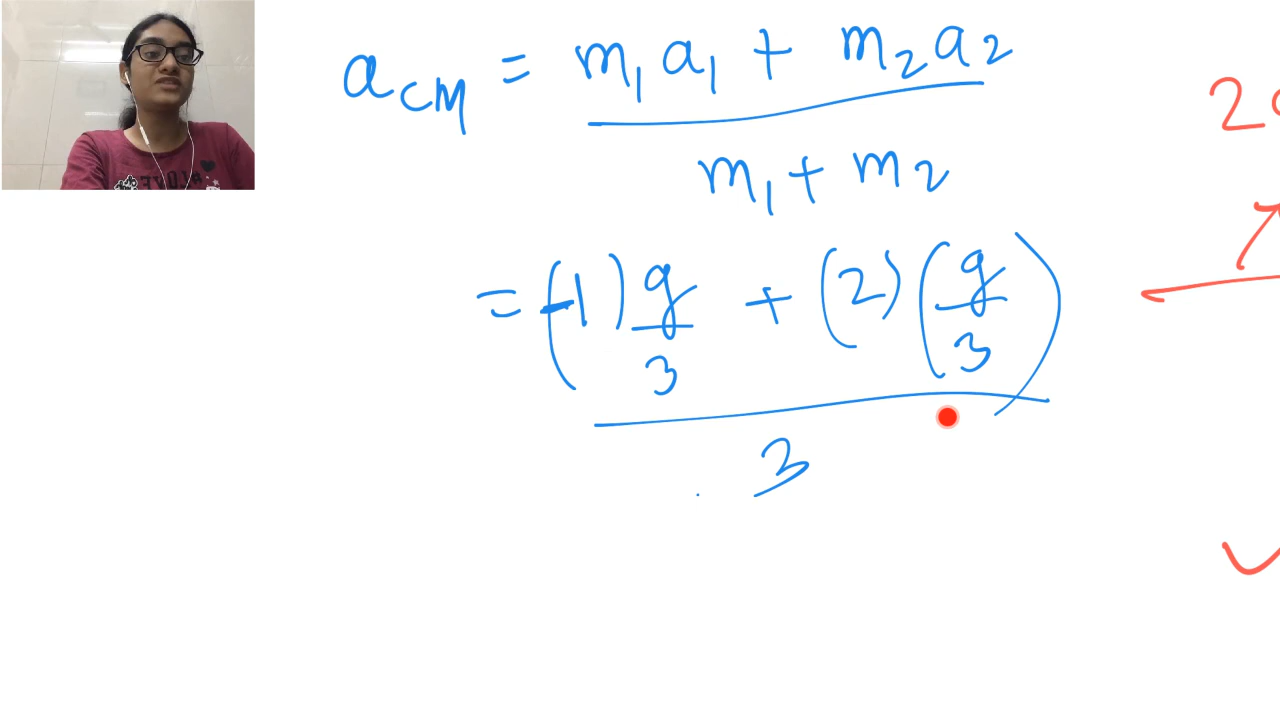 a_CM = m₁a₁ + m₂a₂
m₁ + m₂
= (-1) g/3 + (2)(g/3)
3